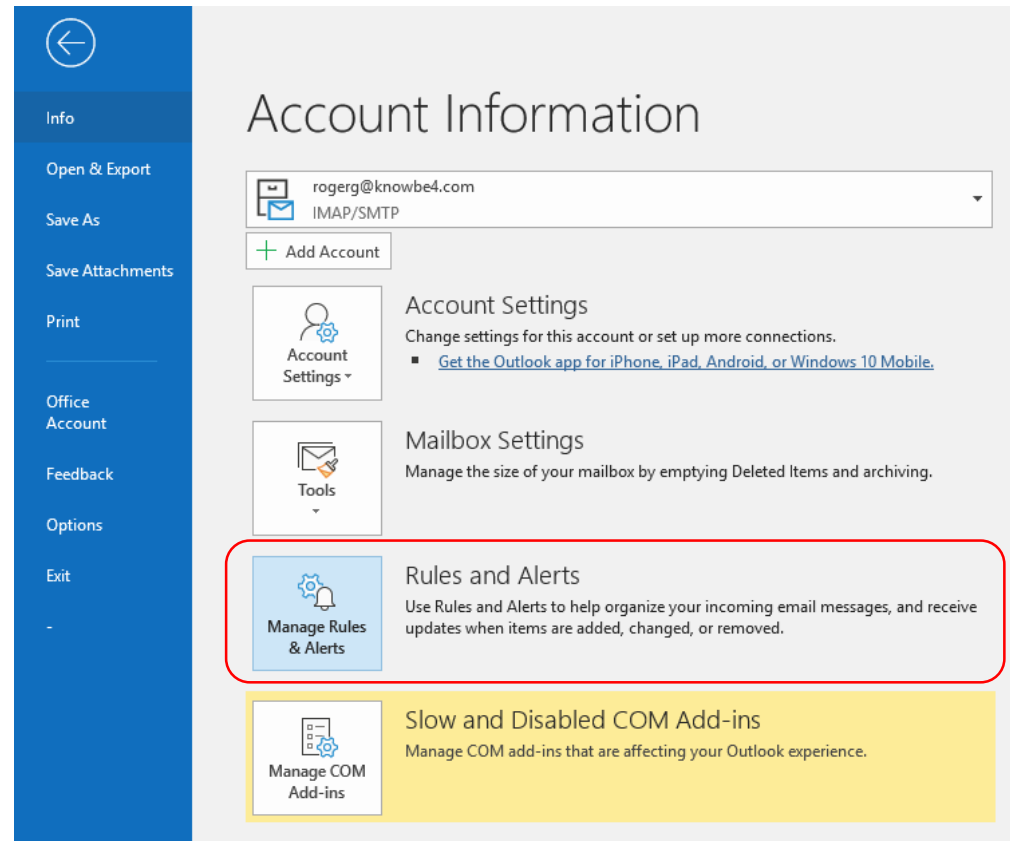 Info
Open & Export
Save As
Save Attachments
Print
Office
Account
Feedback
Options
Exit
-
Account Information
rogerg@knowbe4.com
IMAP/SMTP
Add Account
Account
Settings
Account Settings
Change settings for this account or set up more connections.
Get the Outlook app for iPhone, iPad, Android, or Windows 10 Mobile.
Tools
Mailbox Settings
Manage the size of your mailbox by emptying Deleted Items and archiving.
Manage Rules
& Alerts
Rules and Alerts
Use Rules and Alerts to help organize your incoming email messages, and receive
updates when items are added, changed, or removed.
Manage COM
Add-ins
Slow and Disabled COM Add-ins
Manage COM add-ins that are affecting your Outlook experience.